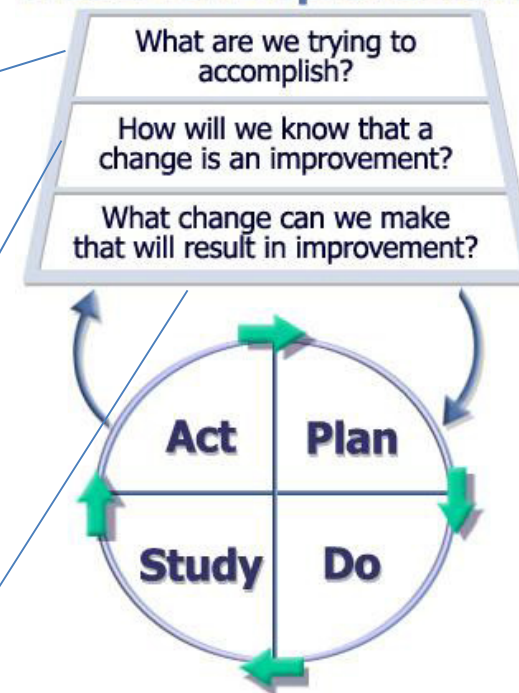 What are we trying to
accomplish?
How will we know that a
change is an improvement?
What change can we make
that will result in improvement?
Act
Plan
Study
Do